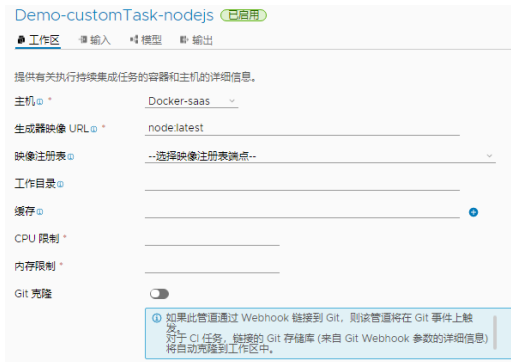 Demo-customTask-nodejs 已启用
工作区 输入 模型 输出
提供有关执行持续集成任务的容器和主机的详细信息。
主机 * Docker-saas
生成器映像 URL * node:latest
映像注册表 --选择映像注册表端点--
工作目录
缓存
CPU 限制 *
内存限制 *
Git 克隆
如果此管道通过 Webhook 链接到 Git，则该管道将在 Git 事件上触
发。
对于 CI 任务，链接的 Git 存储库 (来自 Git Webhook 参数的详细信息)
将自动克隆到工作区中。